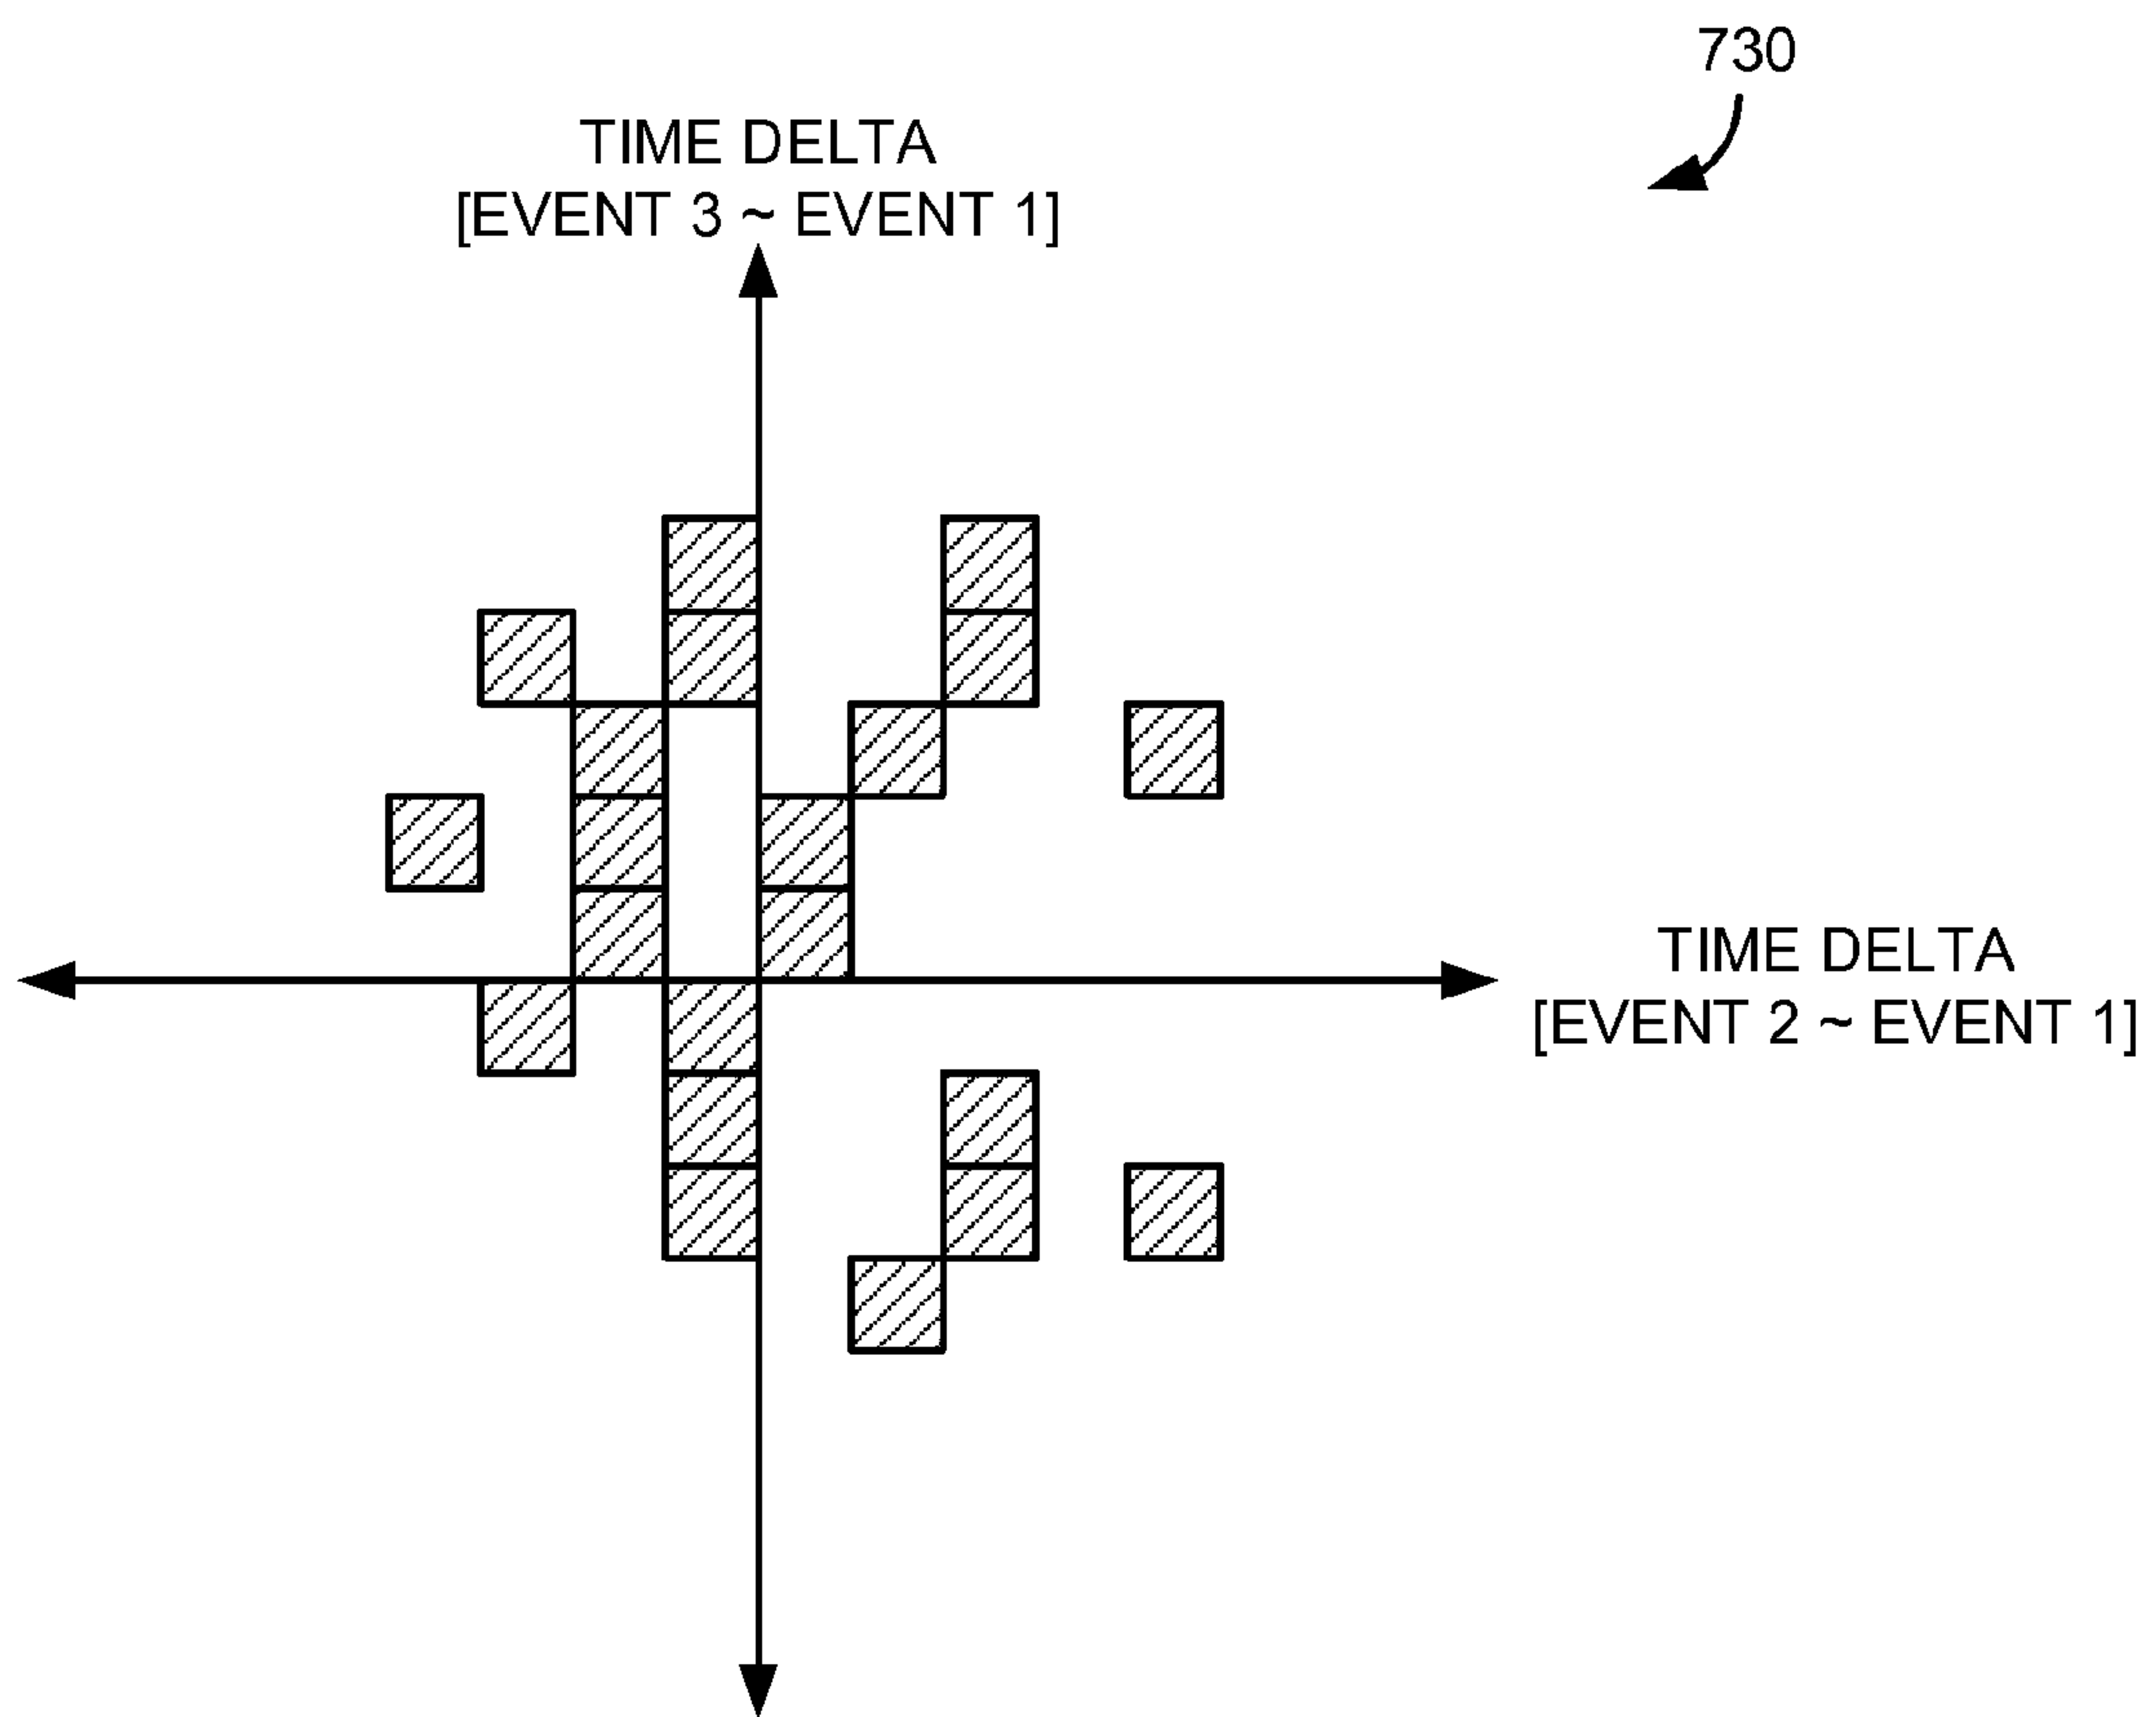 730
TIME DELTA
[EVENT 3 ~ EVENT 1]
TIME DELTA
[EVENT 2 ~ EVENT 1]